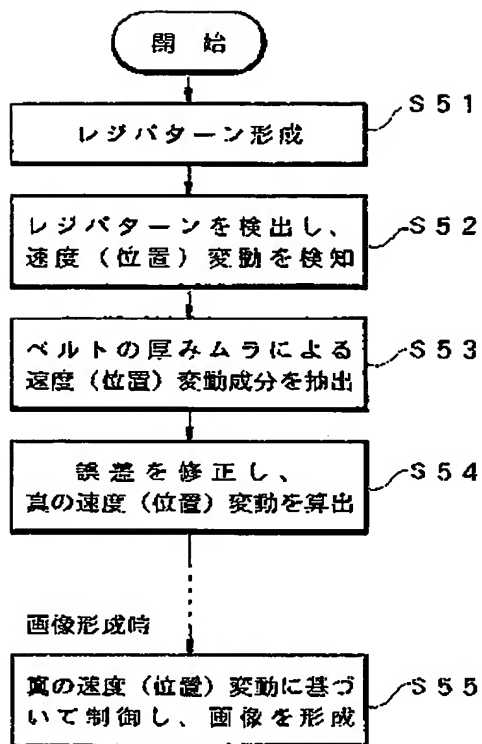 開始
レジパターン形成
S51
レジパターンを検出し、
速度（位置）変動を検知
S52
ベルトの厚みムラによる
速度（位置）変動成分を抽出
S53
誤差を修正し、
真の速度（位置）変動を算出
S54
画像形成時
真の速度（位置）変動に基づ
いて制御し、画像を形成
S55